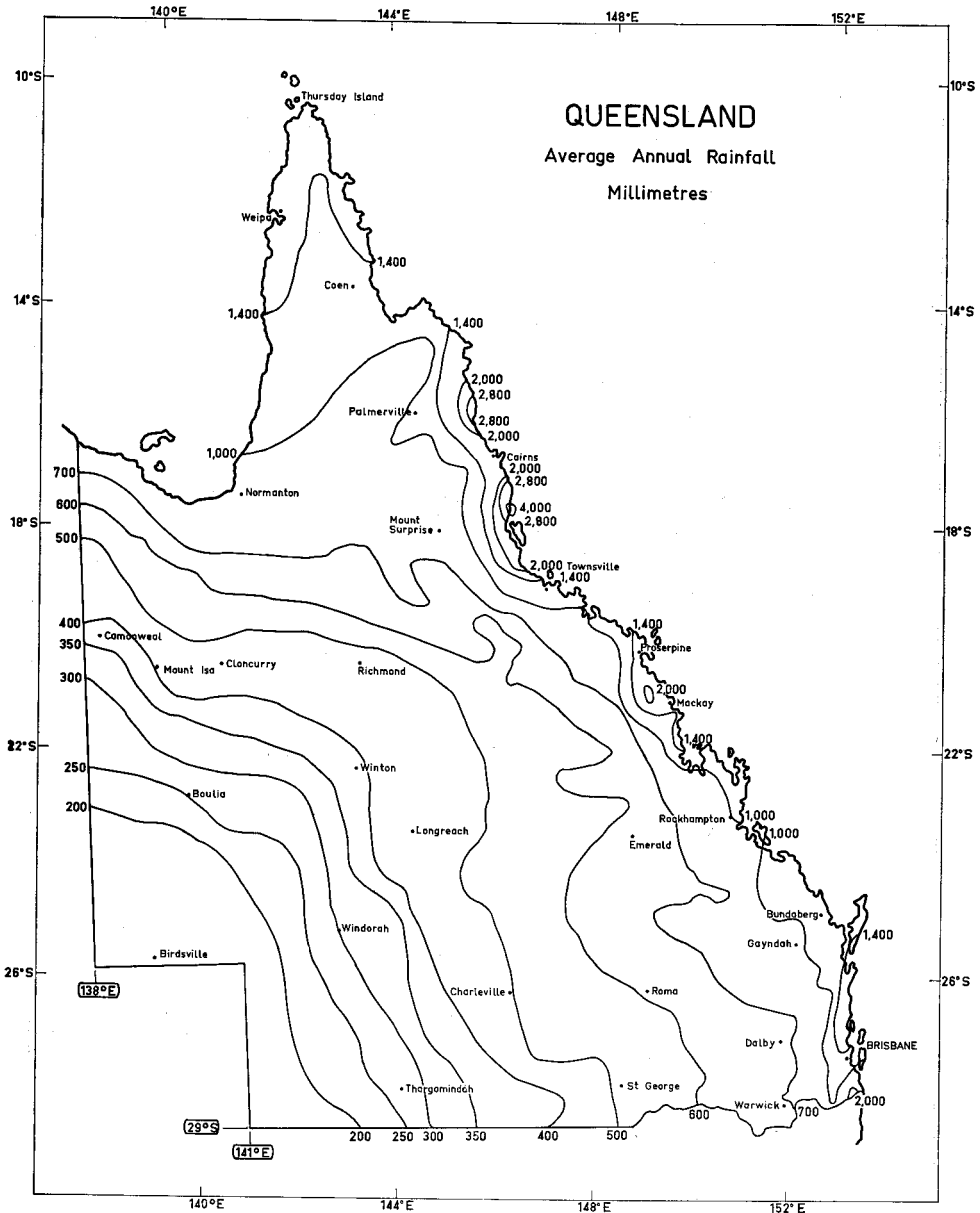 140°E 144°E 148°E 152°E
10°S 10°S
Thursday Island
QUEENSLAND
Average Annual Rainfall
Millimetres
Weipa
1,400
Coen
14°S 1,400 14°S
1,400
2,000
2,800
Palmerville
2,800
2,000
1,000
Cairns
2,000
700 2,800
Normanton
600 4,000
Mount
Surprise
2,800
18°S 18°S
500
2,000 Townsville
1,400
400 1,400
Camooweal
Proserpine
350
Mount Isa Cloncurry Richmond
300
2,000
Mackay
1,400
22°S 22°S
250 Winton
200 Boulia
Rockhampton 1,000
Longreach 1,000
Emerald
Bundaberg
Windorah 1,400
Gayndah
Birdsville
26°S 26°S
138°E Charleville Roma
Dalby BRISBANE
Thargomindah St George
2,000
Warwick
600 700
29°S 200 250 300 350 400 500
141°E
140°E 144°E 148°E 152°E